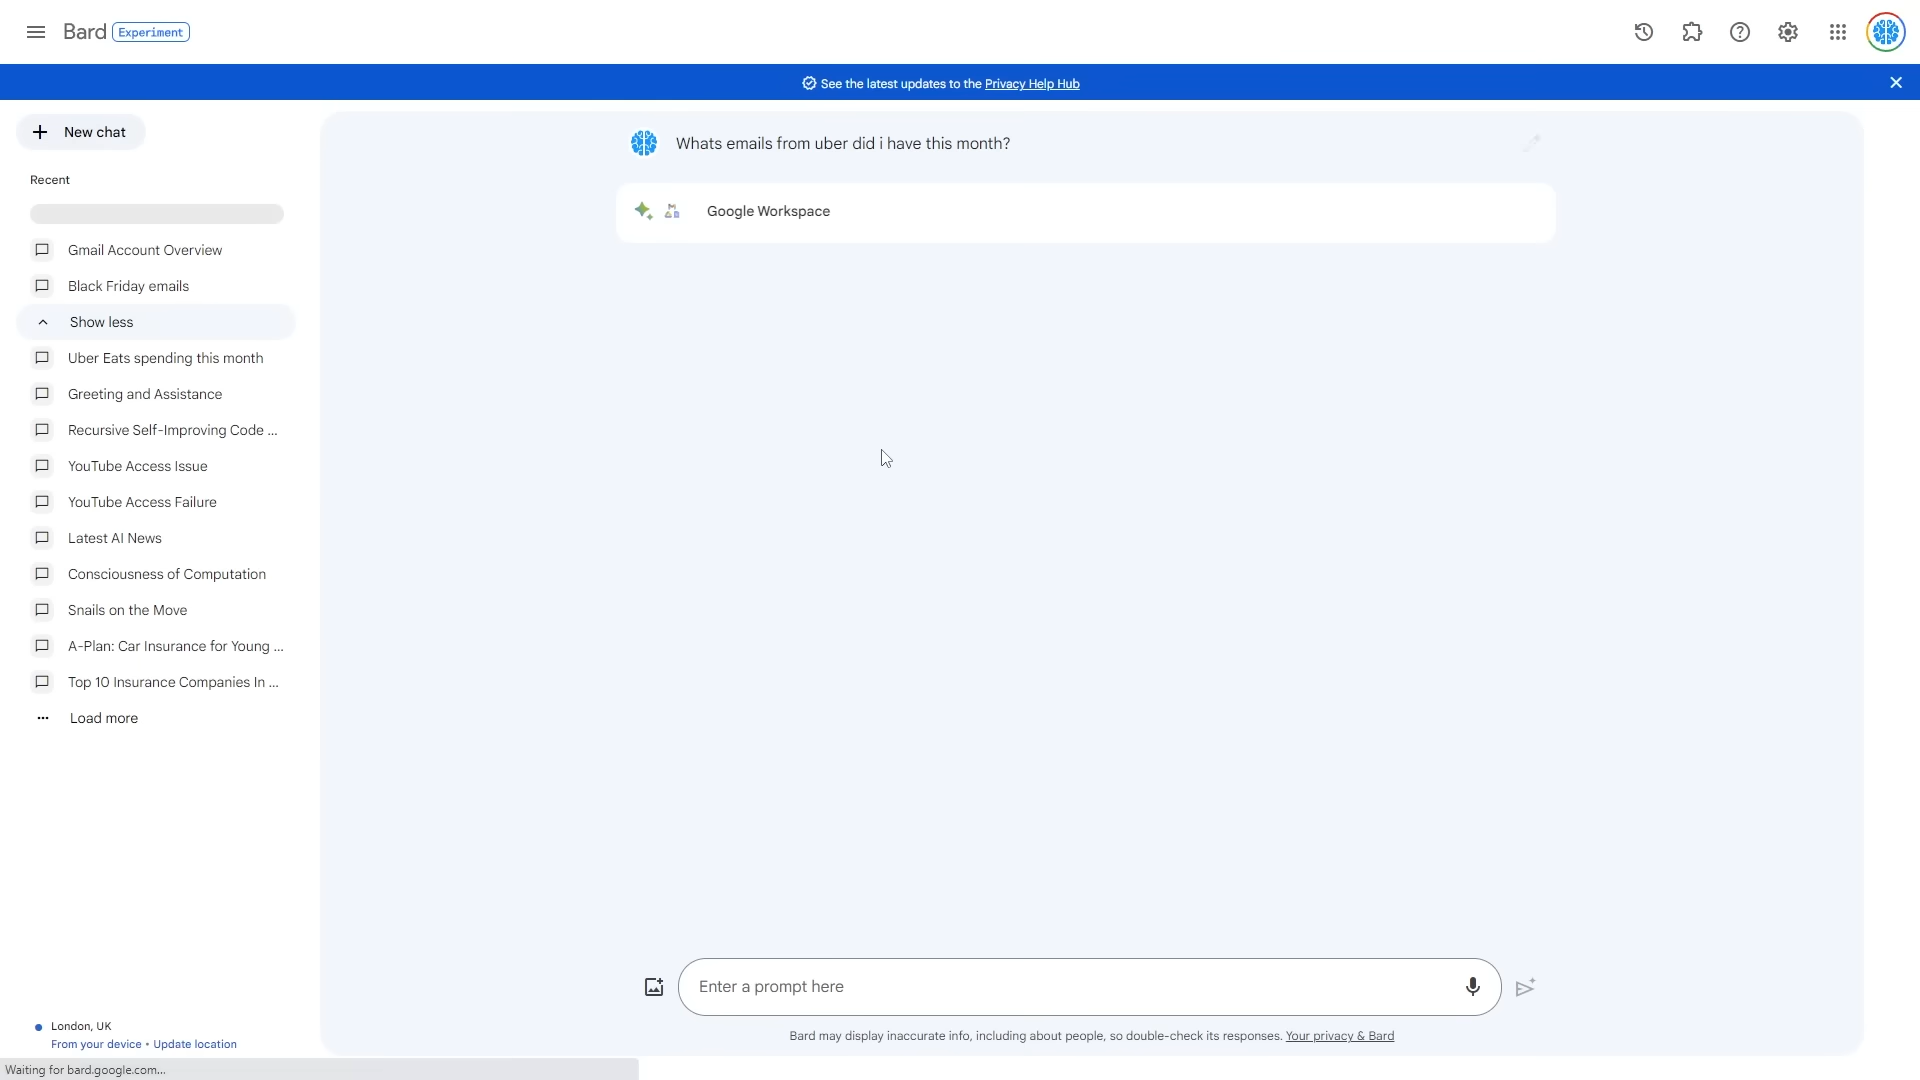 Bard Experiment
See the latest updates to the Privacy Help Hub
New chat
Recent
Gmail Account Overview
Black Friday emails
Show less
Uber Eats spending this month
Greeting and Assistance
Recursive Self-Improving Code ...
YouTube Access Issue
YouTube Access Failure
Latest AI News
Consciousness of Computation
Snails on the Move
A-Plan: Car Insurance for Young ...
Top 10 Insurance Companies In ...
Load more
London, UK
From your device • Update location
Waiting for bard.google.com...
Whats emails from uber did i have this month?
Google Workspace
Enter a prompt here
Bard may display inaccurate info, including about people, so double-check its responses. Your privacy & Bard